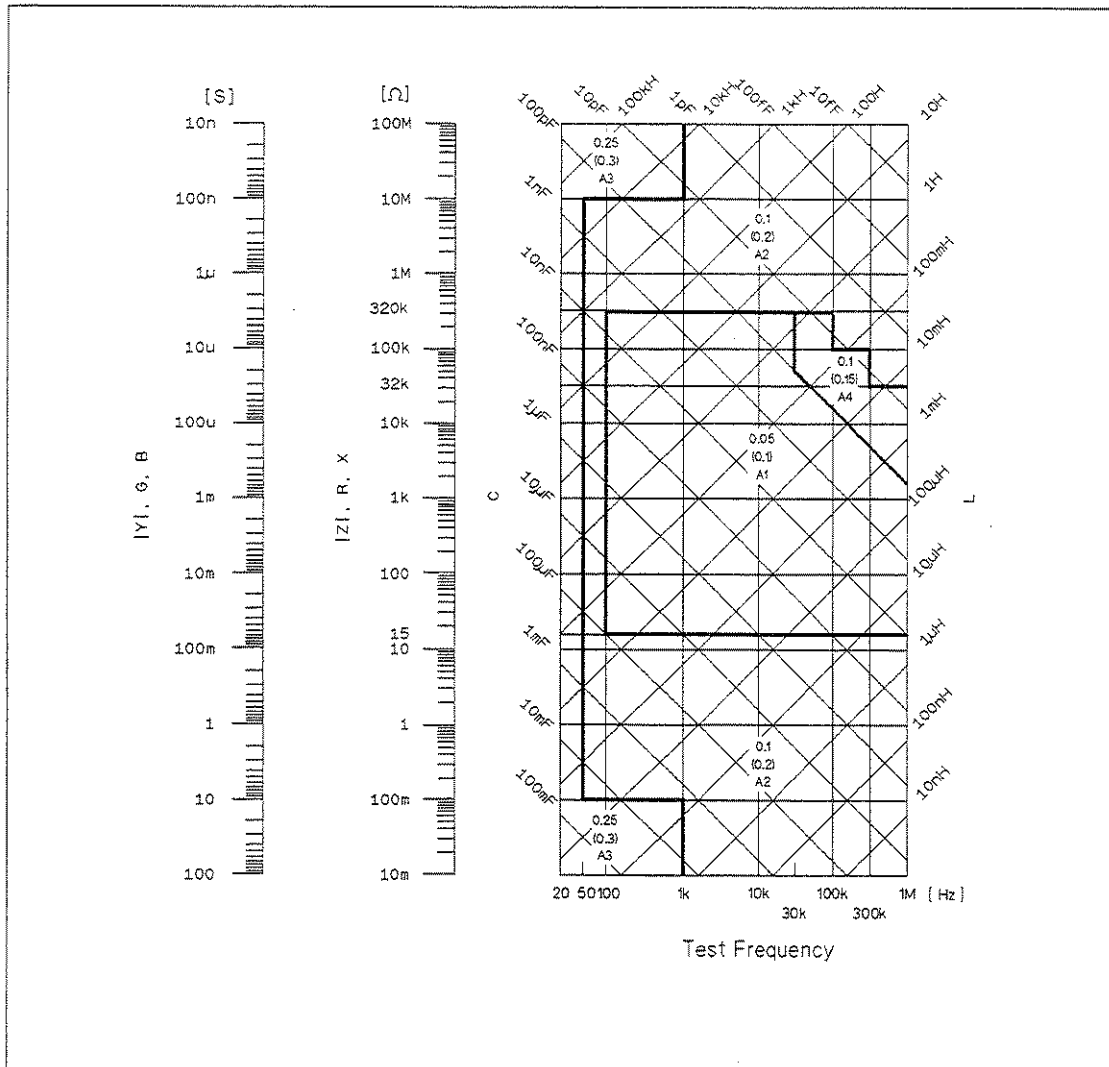 10pF 100kH 1pF 10kH 100fF 1kH 10fF 100H
[S] [Ω] 100pF 10H
10n 100M
0.25
(0.3)
A3
1nF 1H
100n 10M
0.1
(0.2)
A2
10nF 100mH
1μ 1M
320k
100nF 10mH
10u 100k
0.1
(0.15)
A4
32k
1μF 1mH
100u 10k
0.05
(0.1)
A1
|Y|, G, B |Z|, R, X C L
10μF 100uH
1m 1k
100μF 10uH
10m 100
15
1mF 1uH
100m 10
10mF 100nH
1 1
0.1
(0.2)
A2
100mF 10nH
10 100m
0.25
(0.3)
A3
100 10m
20 50 100 1k 10k 100k 1M [Hz]
30k 300k
Test Frequency